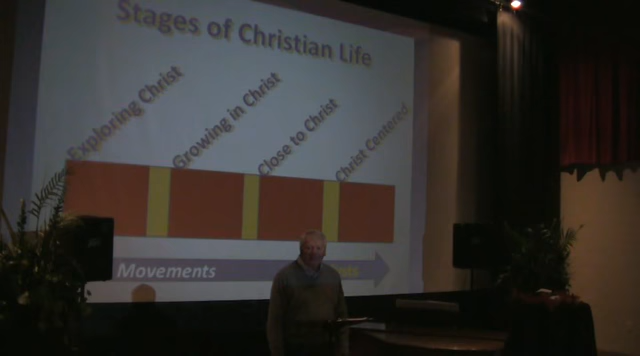 Stages of Christian Life
Exploring Christ
Growing in Christ
Close to Christ
Christ Centered
Movements